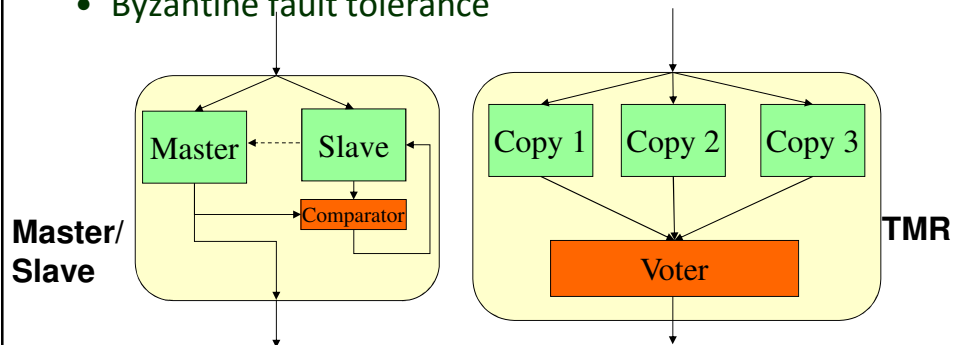 • Byzantine fault tolerance
Master
Slave
Comparator
Master/
Slave
Copy 1
Copy 2
Copy 3
Voter
TMR